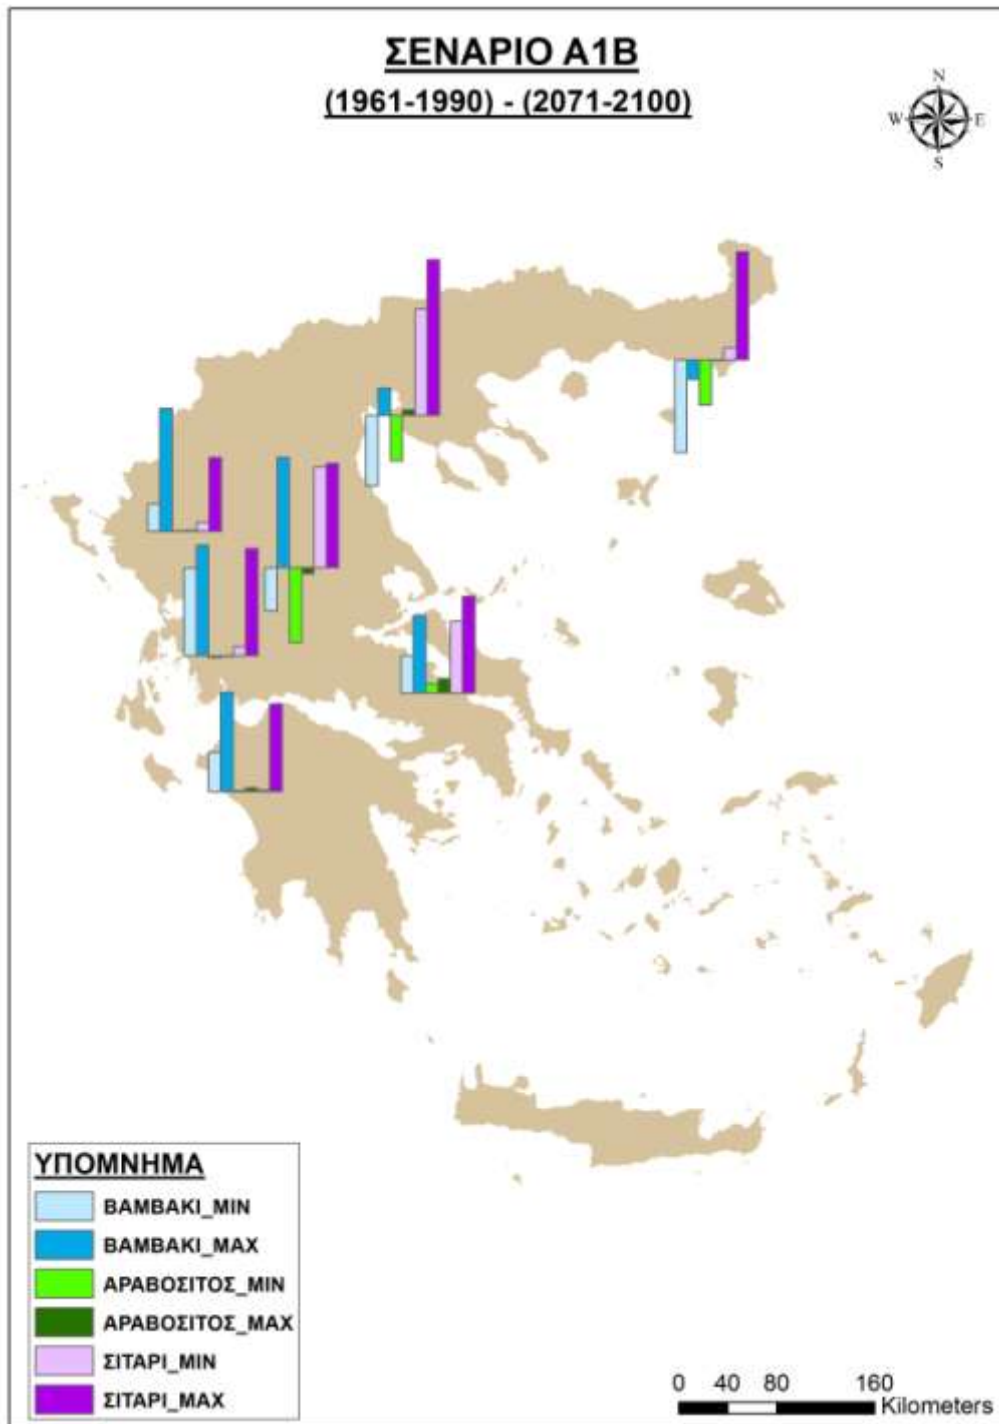 ΣΕΝΑΡΙΟ Α1Β
(1961-1990) - (2071-2100)
N
W E
S
ΥΠΟΜΝΗΜΑ
ΒΑΜΒΑΚΙ_MIN
ΒΑΜΒΑΚΙ_MAX
ΑΡΑΒΟΣΙΤΟΣ_MIN
ΑΡΑΒΟΣΙΤΟΣ_MAX
ΣΙΤΑΡΙ_MIN
ΣΙΤΑΡΙ_MAX
0 40 80 160
Kilometers